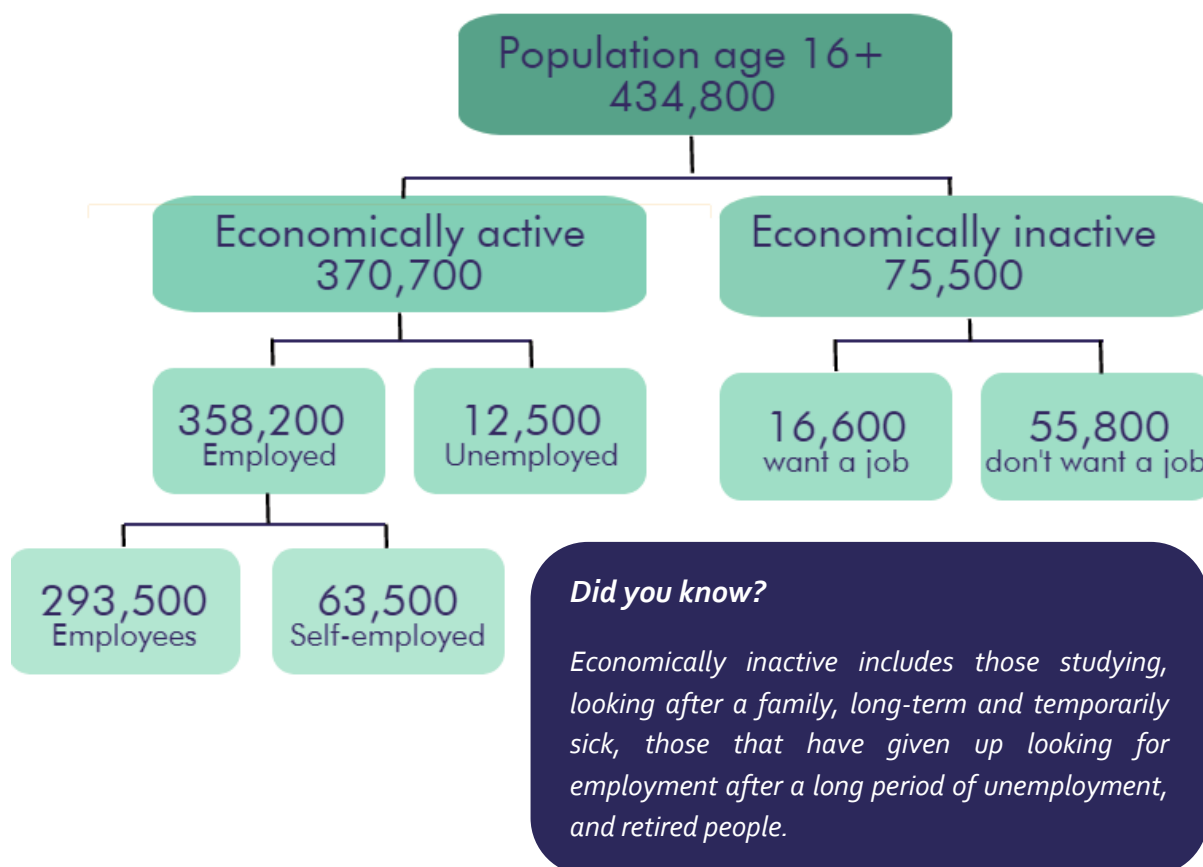 Population age 16+
434,800
Economically active
370,700
Economically inactive
75,500
358,200
Employed
12,500
Unemployed
16,600
want a job
55,800
don't want a job
293,500
Employees
63,500
Self-employed
Did you know?
Economically inactive includes those studying,
looking after a family, long-term and temporarily
sick, those that have given up looking for
employment after a long period of unemployment,
and retired people.